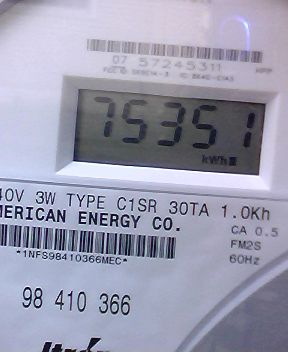 07 57245311
75351
kWh
40V 3W TYPE C1SR 30TA 1.0Kh
MERICAN ENERGY CO.
CA 0.5
FM2S
60Hz
*1NFS98410366MEC*
98 410 366
Itron